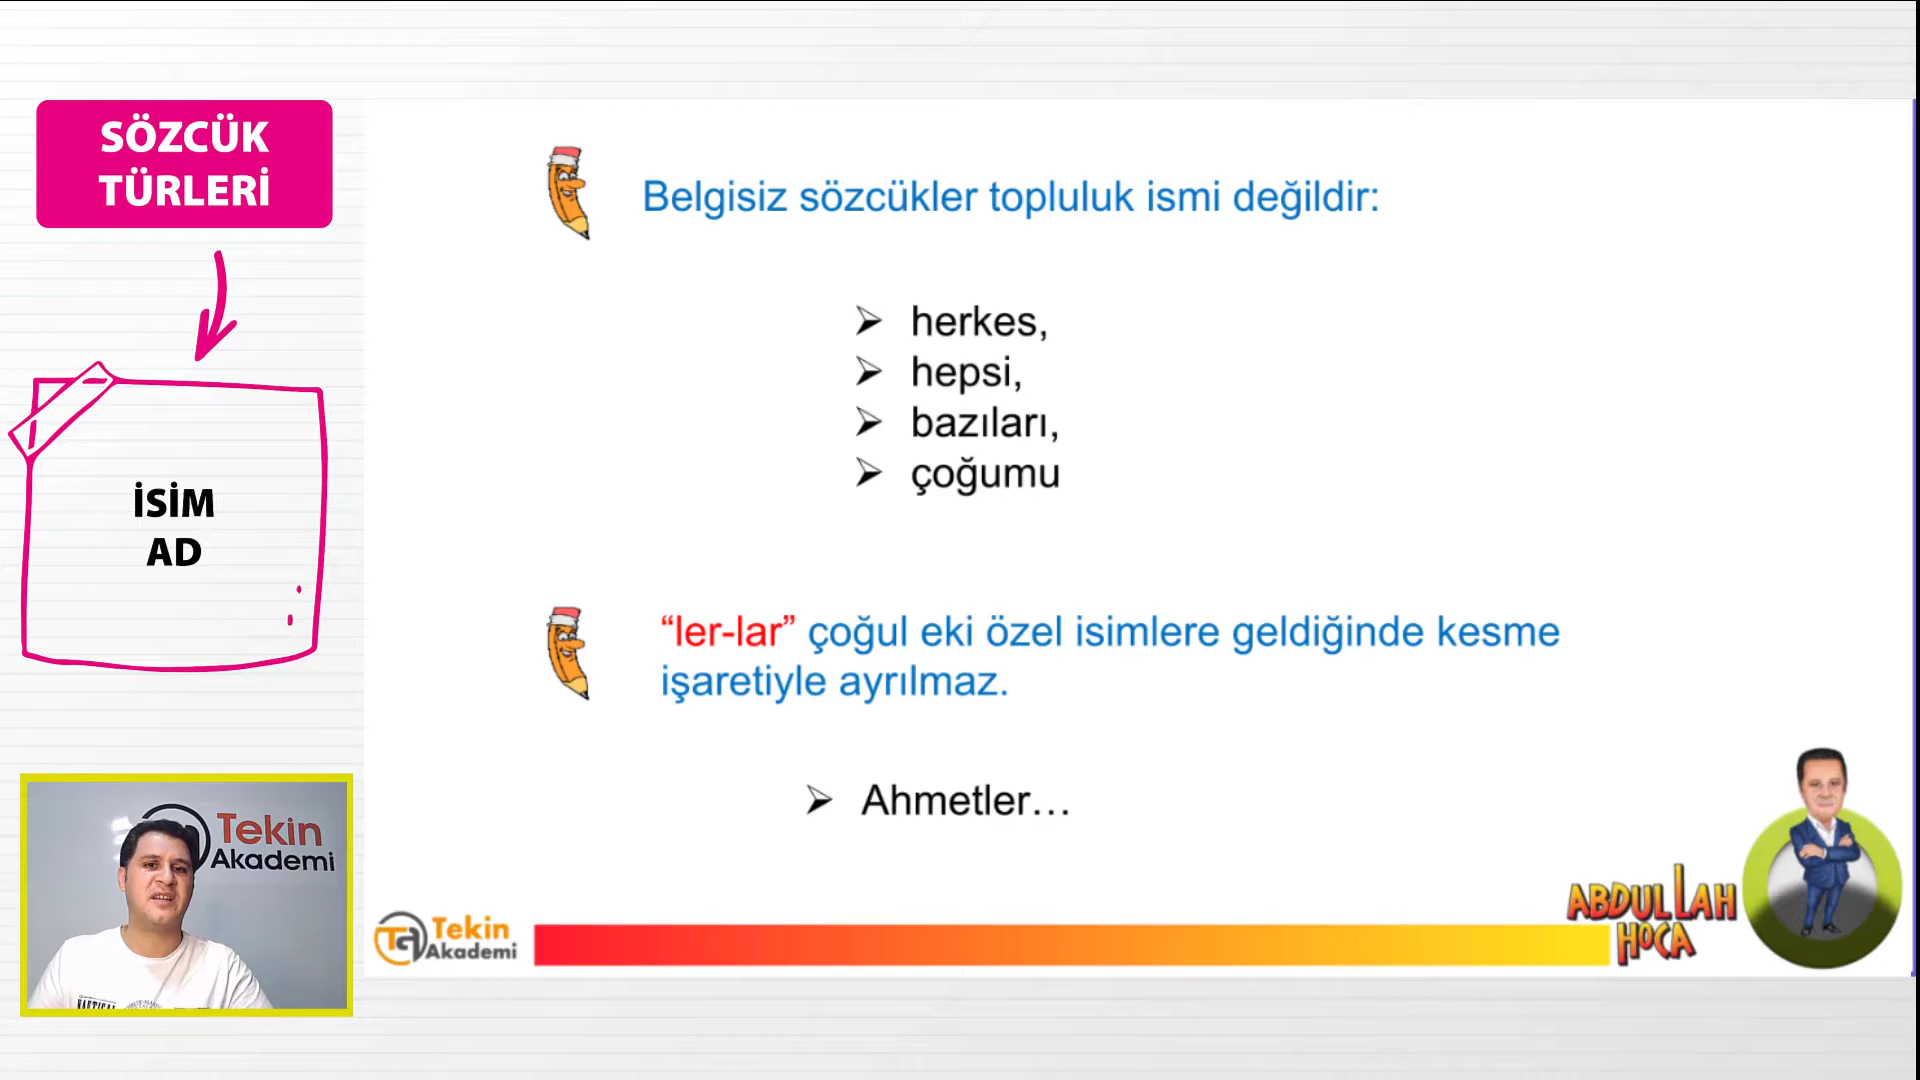 SÖZCÜK
TÜRLERİ
İSİM
AD
Belgisiz sözcükler topluluk ismi değildir:
herkes,
hepsi,
bazıları,
çoğumu
“ler-lar” çoğul eki özel isimlere geldiğinde kesme
işaretiyle ayrılmaz.
Ahmetler…
Tekin
Akademi
Tekin
Akademi
ABDULLAH
HOCA